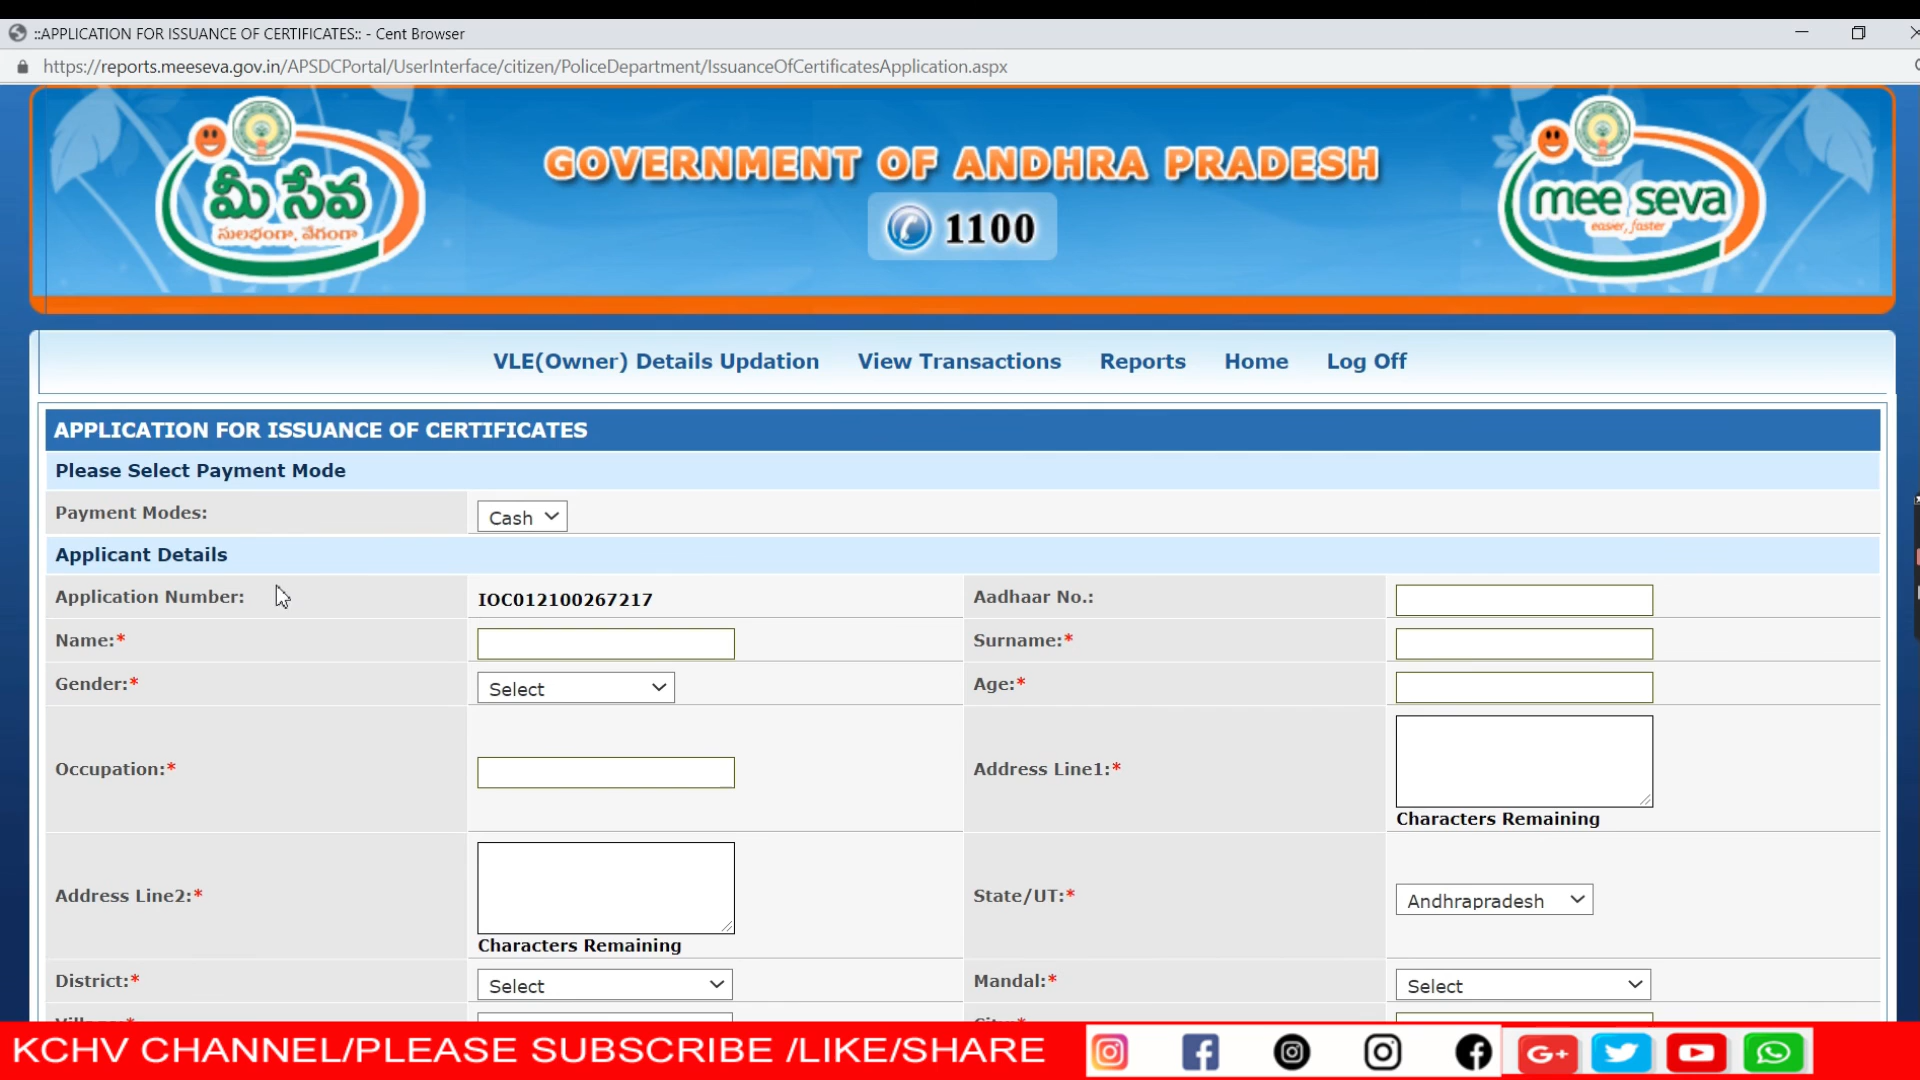 ::APPLICATION FOR ISSUANCE OF CERTIFICATES:: - Cent Browser
https://reports.meeseva.gov.in/APSDCPortal/UserInterface/citizen/PoliceDepartment/IssuanceOfCertificatesApplication.aspx
మీ సేవ
సులభంగా, వేగంగా
GOVERNMENT OF ANDHRA PRADESH
1100
mee seva
easier, faster
VLE(Owner) Details Updation View Transactions Reports Home Log Off
APPLICATION FOR ISSUANCE OF CERTIFICATES
Please Select Payment Mode
Payment Modes: Cash
Applicant Details
Application Number: IOC012100267217 Aadhaar No.:
Name:* Surname:*
Gender:* Select Age:*
Occupation:* Address Line1:*
Characters Remaining
Address Line2:* State/UT:* Andhrapradesh
Characters Remaining
District:* Select Mandal:* Select
KCHV CHANNEL/PLEASE SUBSCRIBE /LIKE/SHARE
G+